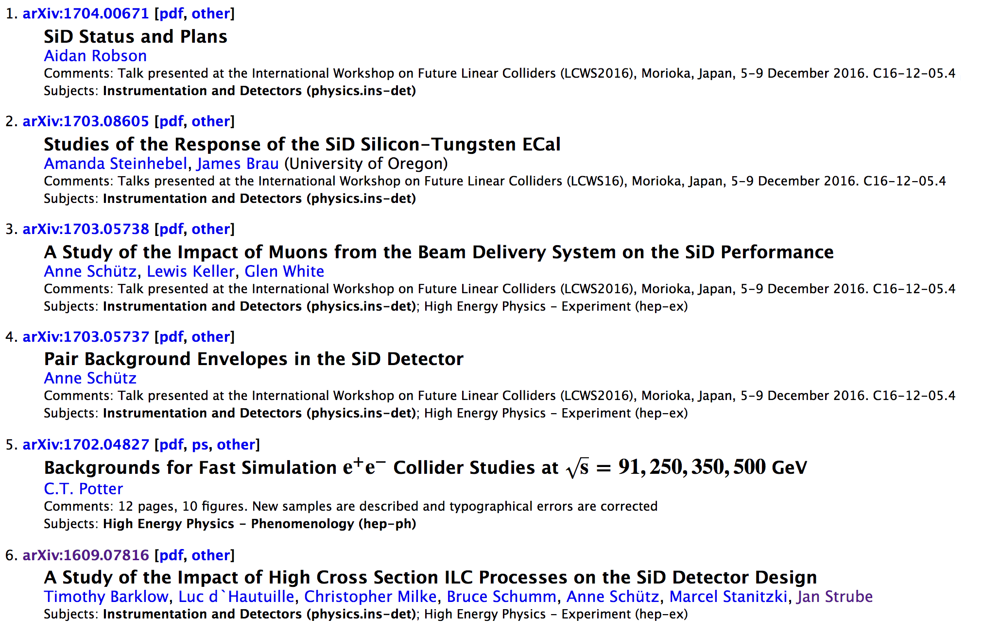 1. arXiv:1704.00671 [pdf, other]
SiD Status and Plans
Aidan Robson
Comments: Talk presented at the International Workshop on Future Linear Colliders (LCWS2016), Morioka, Japan, 5-9 December 2016. C16-12-05.4
Subjects: Instrumentation and Detectors (physics.ins-det)
2. arXiv:1703.08605 [pdf, other]
Studies of the Response of the SiD Silicon-Tungsten ECal
Amanda Steinhebel, James Brau (University of Oregon)
Comments: Talks presented at the International Workshop on Future Linear Colliders (LCWS16), Morioka, Japan, 5-9 December 2016. C16-12-05.4
Subjects: Instrumentation and Detectors (physics.ins-det)
3. arXiv:1703.05738 [pdf, other]
A Study of the Impact of Muons from the Beam Delivery System on the SiD Performance
Anne Schütz, Lewis Keller, Glen White
Comments: Talk presented at the International Workshop on Future Linear Colliders (LCWS2016), Morioka, Japan, 5-9 December 2016. C16-12-05.4
Subjects: Instrumentation and Detectors (physics.ins-det); High Energy Physics - Experiment (hep-ex)
4. arXiv:1703.05737 [pdf, other]
Pair Background Envelopes in the SiD Detector
Anne Schütz
Comments: Talk presented at the International Workshop on Future Linear Colliders (LCWS2016), Morioka, Japan, 5-9 December 2016. C16-12-05.4
Subjects: Instrumentation and Detectors (physics.ins-det); High Energy Physics - Experiment (hep-ex)
5. arXiv:1702.04827 [pdf, ps, other]
Backgrounds for Fast Simulation e⁺e⁻ Collider Studies at √s = 91, 250, 350, 500 GeV
C.T. Potter
Comments: 12 pages, 10 figures. New samples are described and typographical errors are corrected
Subjects: High Energy Physics - Phenomenology (hep-ph)
6. arXiv:1609.07816 [pdf, other]
A Study of the Impact of High Cross Section ILC Processes on the SiD Detector Design
Timothy Barklow, Luc d`Hautuille, Christopher Milke, Bruce Schumm, Anne Schütz, Marcel Stanitzki, Jan Strube
Subjects: Instrumentation and Detectors (physics.ins-det); High Energy Physics - Experiment (hep-ex)